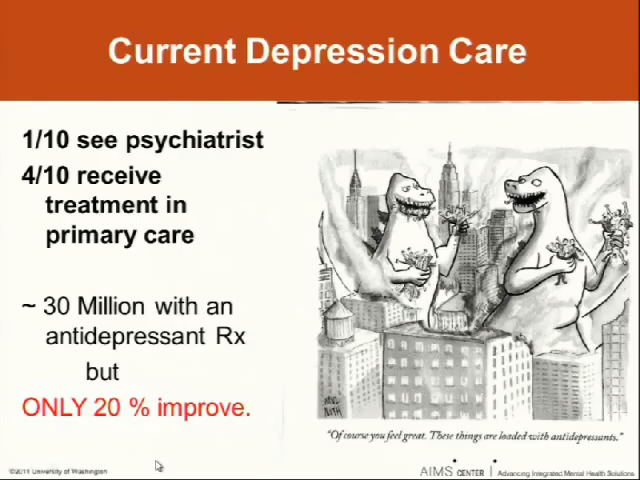 Current Depression Care
1/10 see psychiatrist
4/10 receive
treatment in
primary care
~ 30 Million with an
antidepressant Rx
but
ONLY 20 % improve.
"Of course you feel great. These things are loaded with antidepressants."
©2011 University of Washington
AIMS CENTER | Advancing Integrated Mental Health Solutions